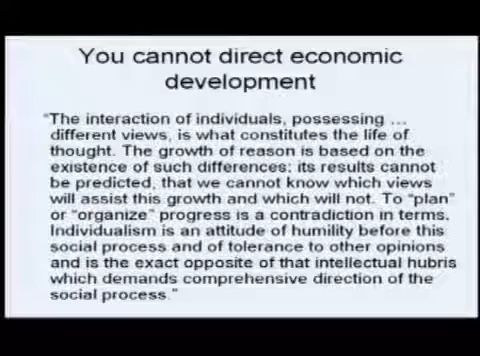 You cannot direct economic
development
"The interaction of individuals, possessing ...
different views, is what constitutes the life of
thought. The growth of reason is based on the
existence of such differences; its results cannot
be predicted, that we cannot know which views
will assist this growth and which will not. To "plan"
or "organize" progress is a contradiction in terms.
Individualism is an attitude of humility before this
social process and of tolerance to other opinions
and is the exact opposite of that intellectual hubris
which demands comprehensive direction of the
social process."